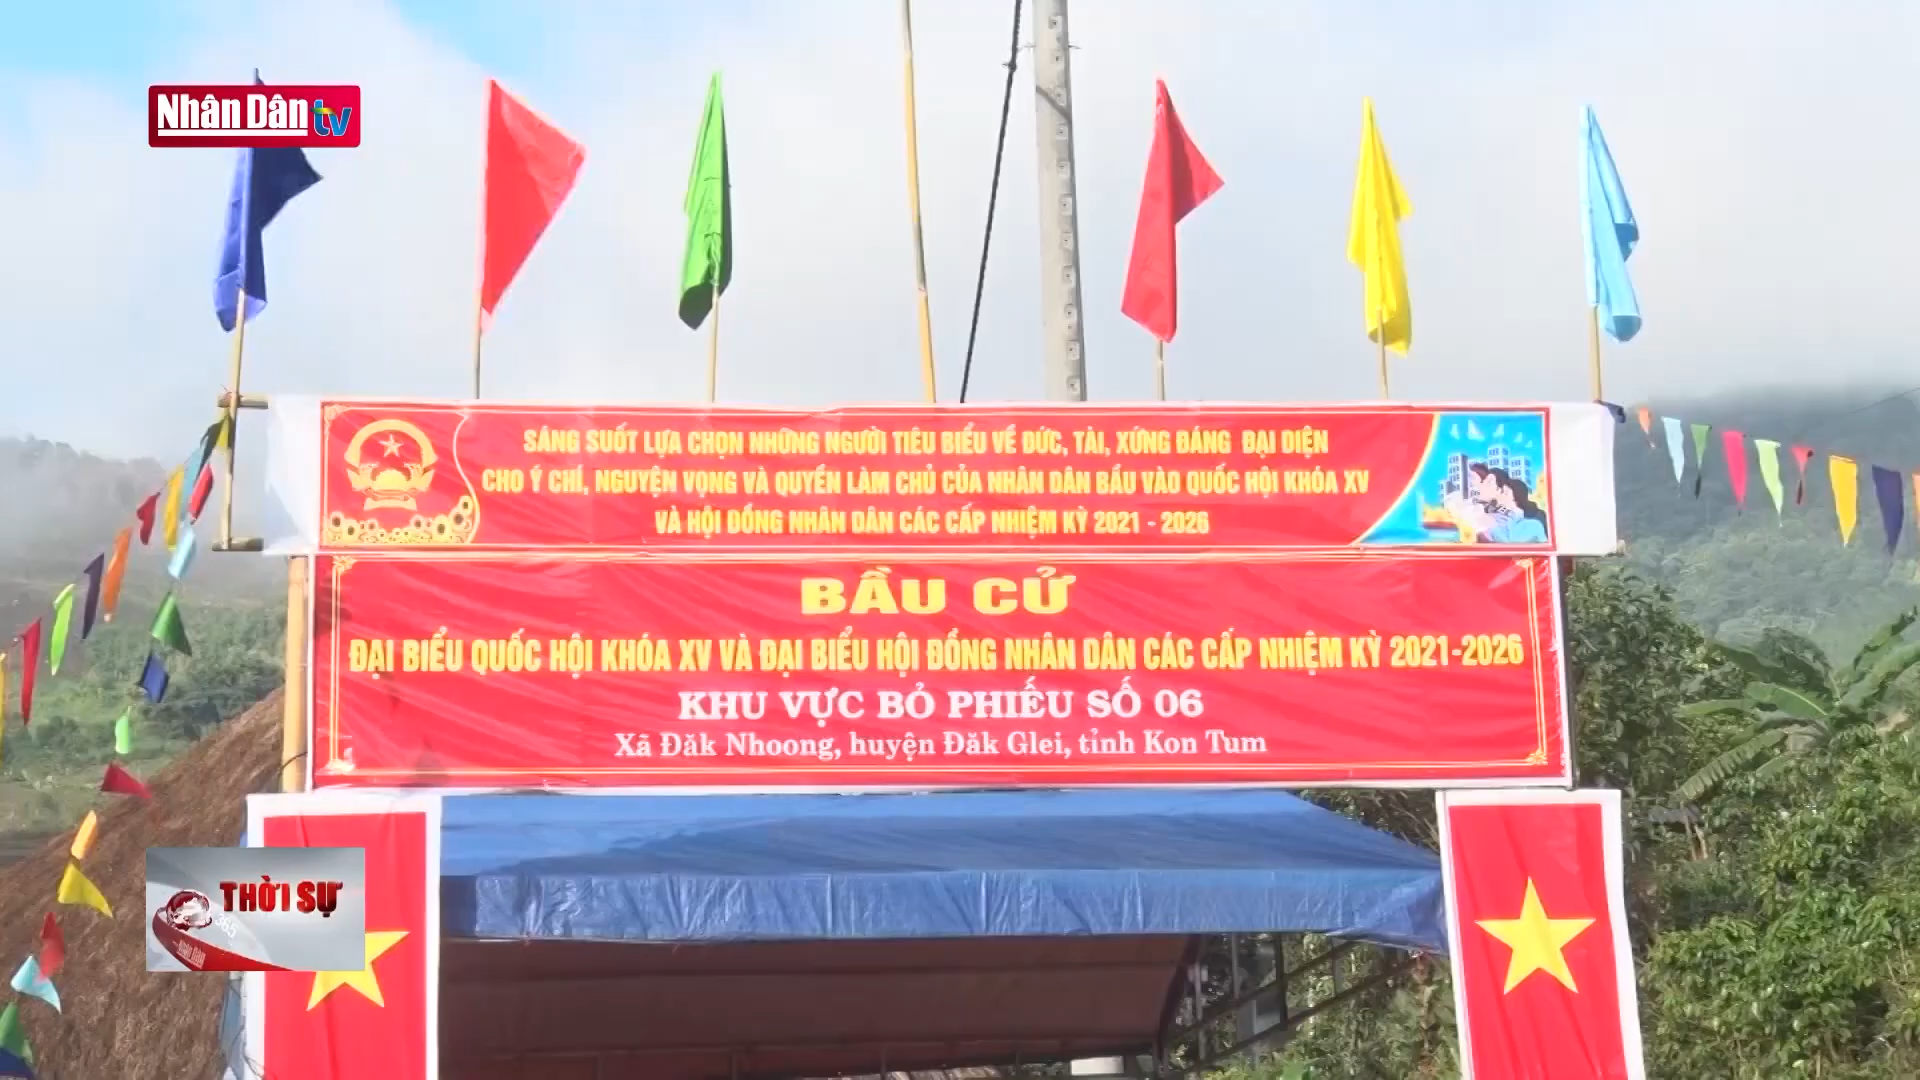 Nhân Dân tv
SÁNG SUỐT LỰA CHỌN NHỮNG NGƯỜI TIÊU BIỂU VỀ ĐỨC, TÀI, XỨNG ĐÁNG ĐẠI DIỆN
CHO Ý CHÍ, NGUYỆN VỌNG VÀ QUYỀN LÀM CHỦ CỦA NHÂN DÂN BẦU VÀO QUỐC HỘI KHÓA XV
VÀ HỘI ĐỒNG NHÂN DÂN CÁC CẤP NHIỆM KỲ 2021 - 2026
BẦU CỬ
ĐẠI BIỂU QUỐC HỘI KHÓA XV VÀ ĐẠI BIỂU HỘI ĐỒNG NHÂN DÂN CÁC CẤP NHIỆM KỲ 2021-2026
KHU VỰC BỎ PHIẾU SỐ 06
Xã Đăk Nhoong, huyện Đăk Glei, tỉnh Kon Tum
THỜI SỰ
365
NHÂN DÂN